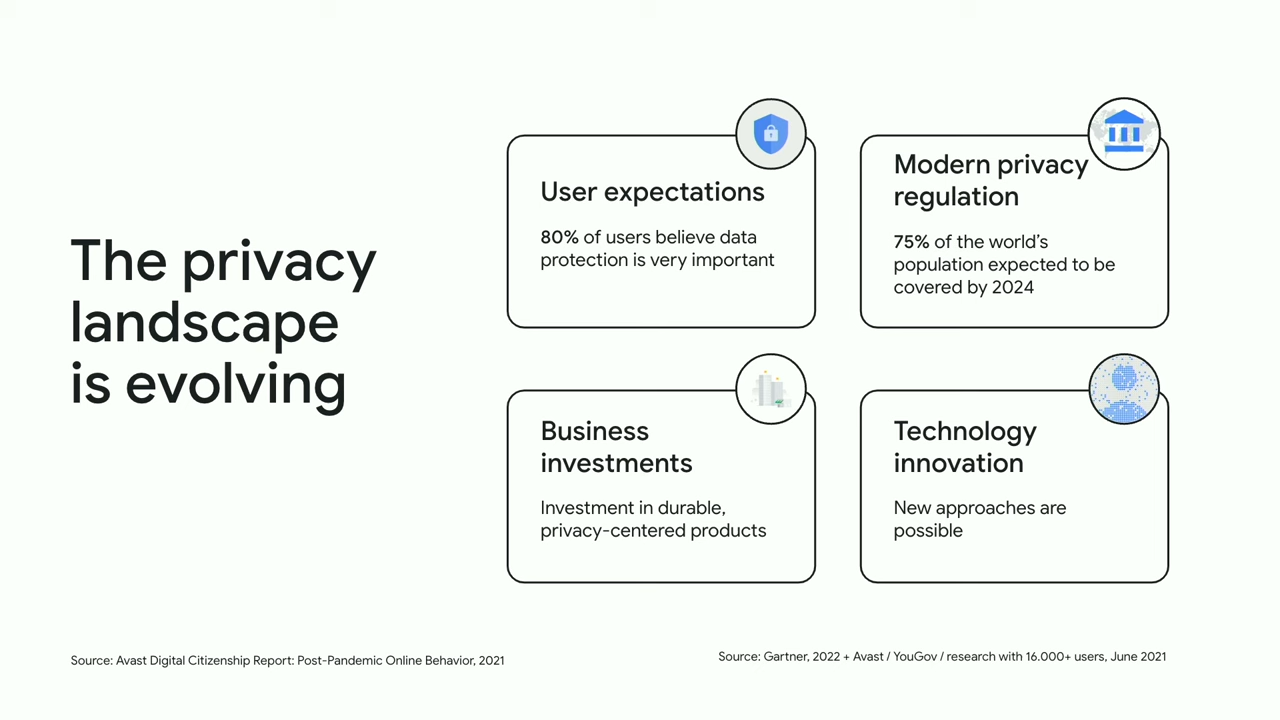 The privacy
landscape
is evolving
User expectations
80% of users believe data
protection is very important
Modern privacy
regulation
75% of the world’s
population expected to be
covered by 2024
Business
investments
Investment in durable,
privacy-centered products
Technology
innovation
New approaches are
possible
Source: Avast Digital Citizenship Report: Post-Pandemic Online Behavior, 2021
Source: Gartner, 2022 + Avast / YouGov / research with 16.000+ users, June 2021